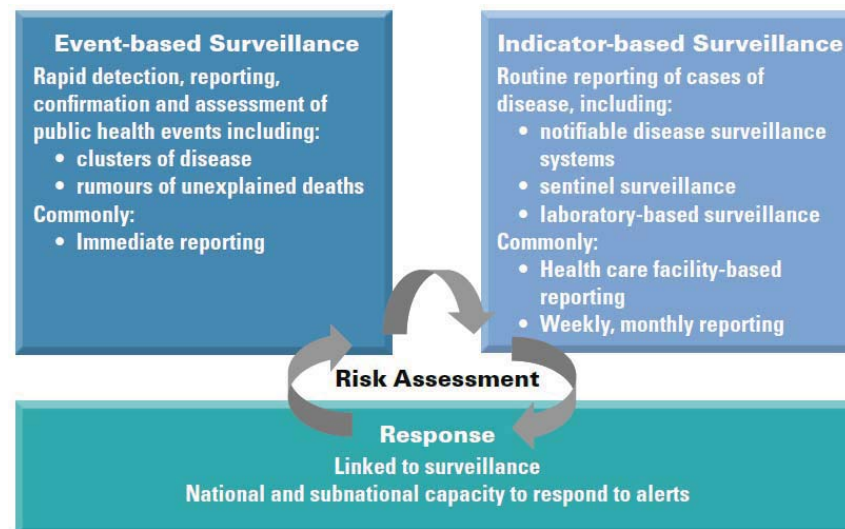 Event-based Surveillance
Rapid detection, reporting,
confirmation and assessment of
public health events including:
• clusters of disease
• rumours of unexplained deaths
Commonly:
• Immediate reporting
Indicator-based Surveillance
Routine reporting of cases of
disease, including:
• notifiable disease surveillance
systems
• sentinel surveillance
• laboratory-based surveillance
Commonly:
• Health care facility-based
reporting
• Weekly, monthly reporting
Risk Assessment
Response
Linked to surveillance
National and subnational capacity to respond to alerts